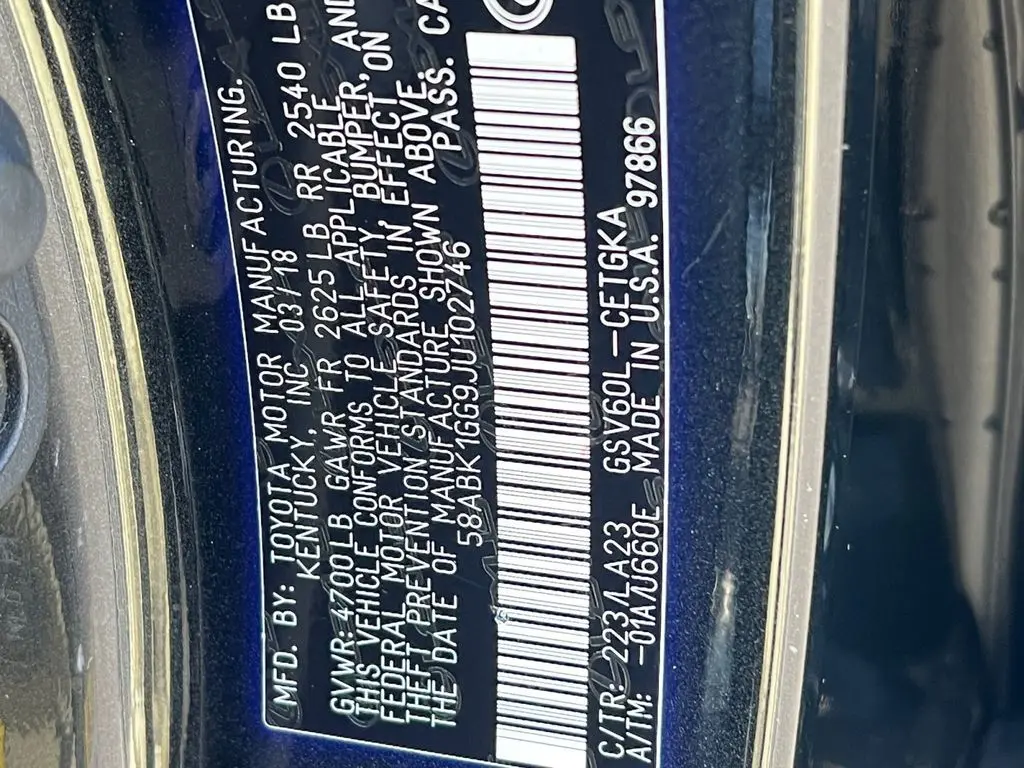 MFD. BY: TOYOTA MOTOR MANUFACTURING.
KENTUCKY, INC 03/18
GVWR: 4700LB GAWR FR 2625LB RR 2540 LB
THIS VEHICLE CONFORMS TO ALL APPLICABLE
FEDERAL MOTOR VEHICLE SAFETY, BUMPER, AND
THEFT PREVENTION STANDARDS IN EFFECT ON
THE DATE OF MANUFACTURE SHOWN ABOVE.
58ABK1GG9JU102746 PASS. CA
C/TR: 223/LA23 GSV60L-CETGKA
A/TM: -01A/U660E MADE IN U.S.A. 97866